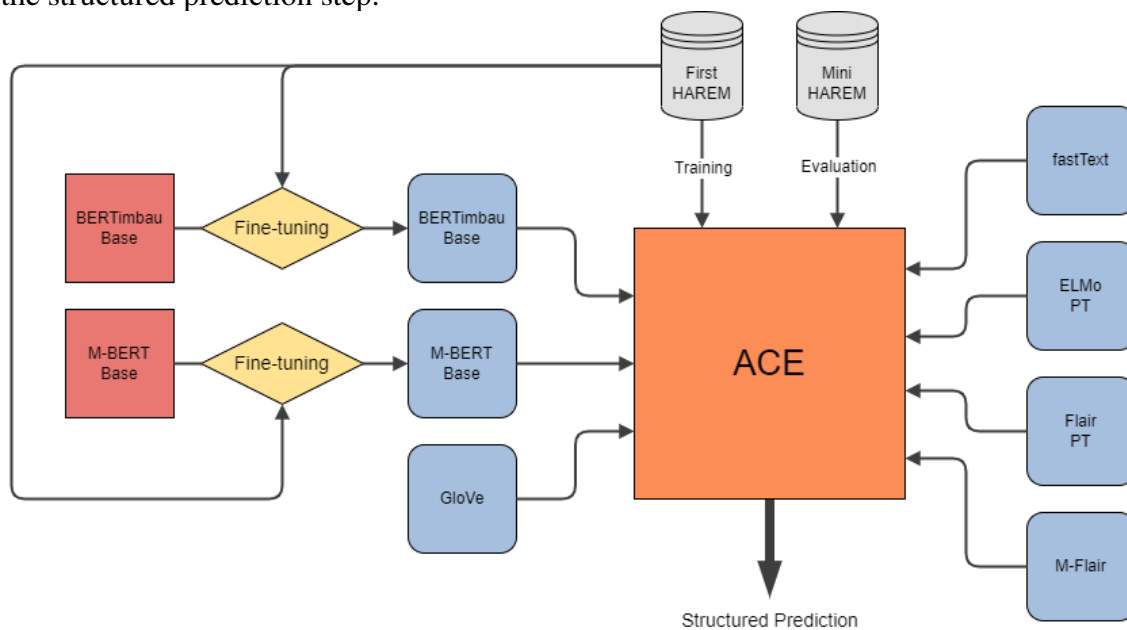 the structured prediction step.
First
HAREM
Mini
HAREM
Training
Evaluation
fastText
BERTimbau
Base
Fine-tuning
BERTimbau
Base
ELMo
PT
M-BERT
Base
Fine-tuning
M-BERT
Base
ACE
Flair
PT
GloVe
M-Flair
Structured Prediction